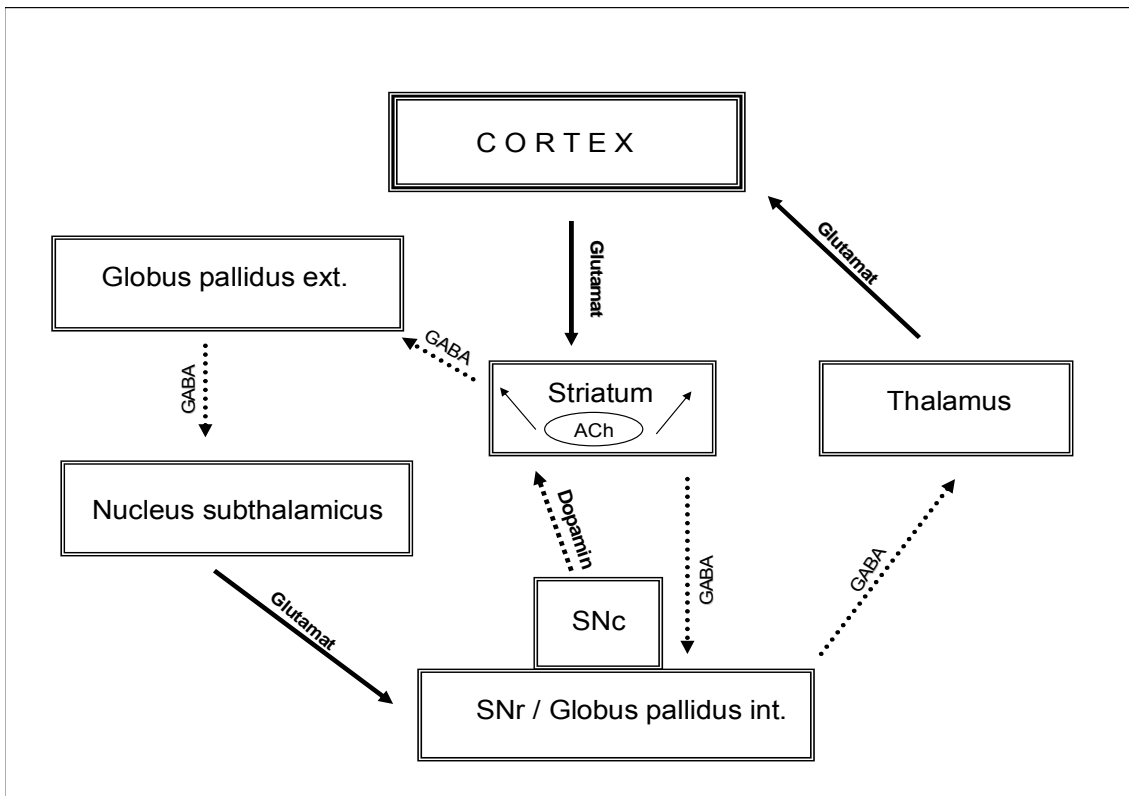 C O R T E X
Glutamat
Glutamat
Globus pallidus ext.
GABA
GABA
Striatum
ACh
Thalamus
Nucleus subthalamicus
Dopamin
GABA
GABA
Glutamat
SNc
SNr / Globus pallidus int.